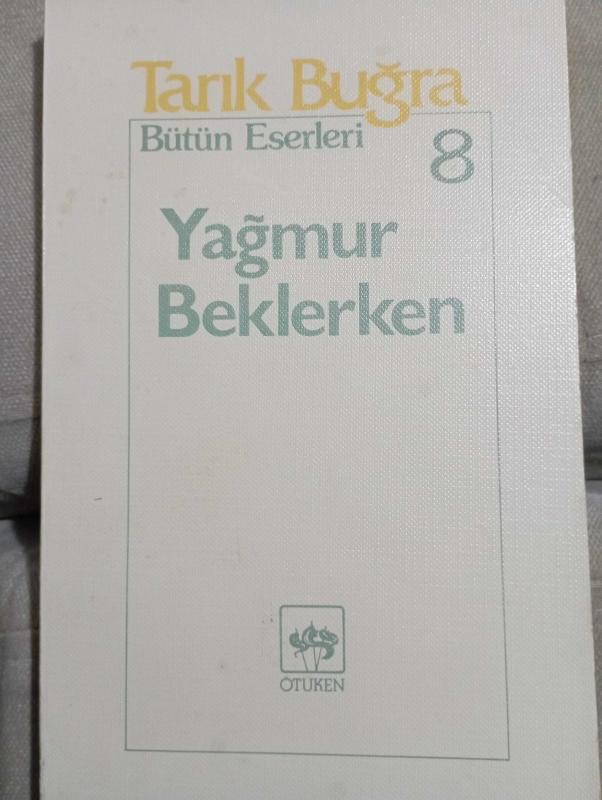 Tarık Buğra
Bütün Eserleri 8
Yağmur
Beklerken
ÖTÜKEN